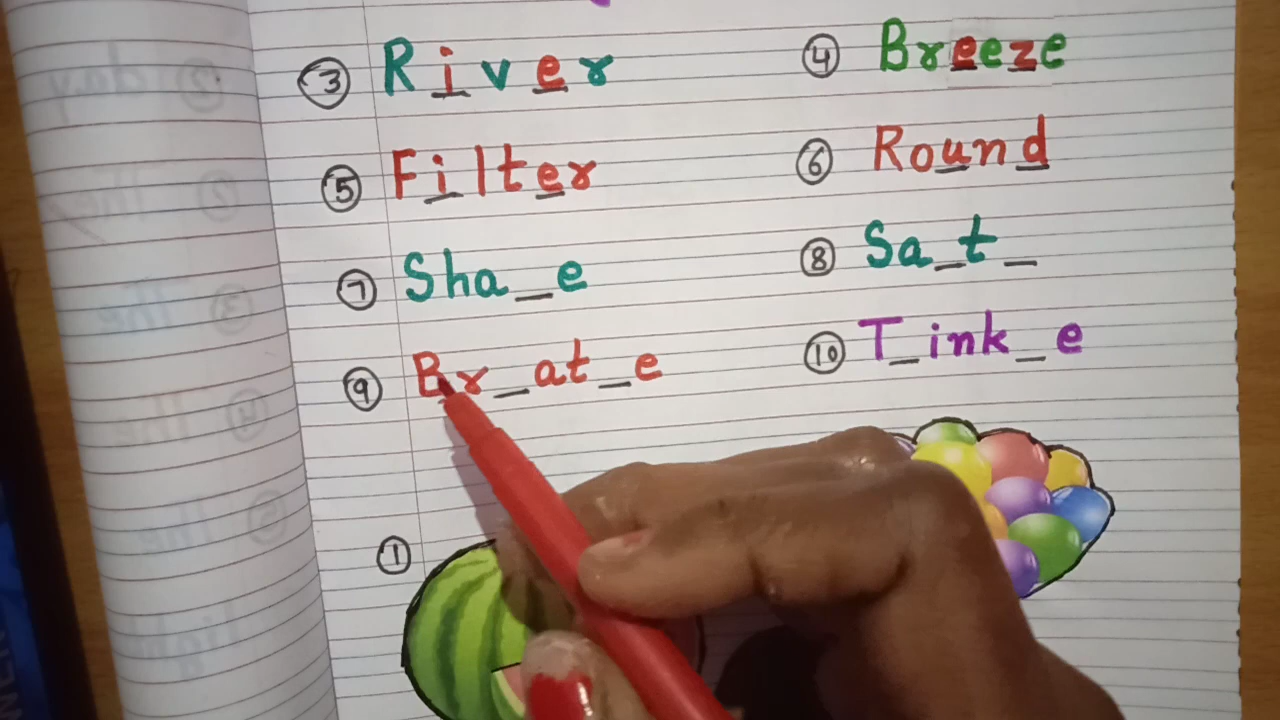 ③ River ④ Breeze
⑤ Filter ⑥ Round
⑦ Sha_e ⑧ Sa_t_
⑨ Br_at_e ⑩ T_ink_e
①